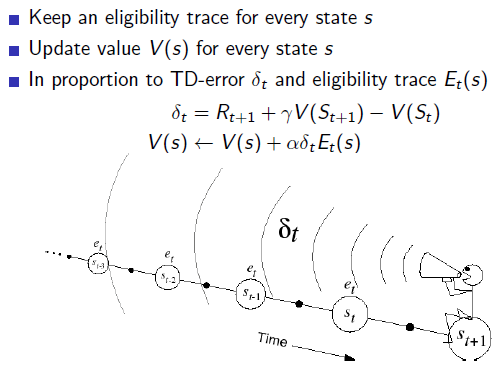 Keep an eligibility trace for every state s
Update value V(s) for every state s
In proportion to TD-error δₜ and eligibility trace Eₜ(s)
δₜ = Rₜ₊₁ + γV(Sₜ₊₁) − V(Sₜ)
V(s) ← V(s) + αδₜEₜ(s)
δₜ
eₜ
eₜ
eₜ
eₜ
sₜ₋₃
sₜ₋₂
sₜ₋₁
sₜ
sₜ₊₁
Time